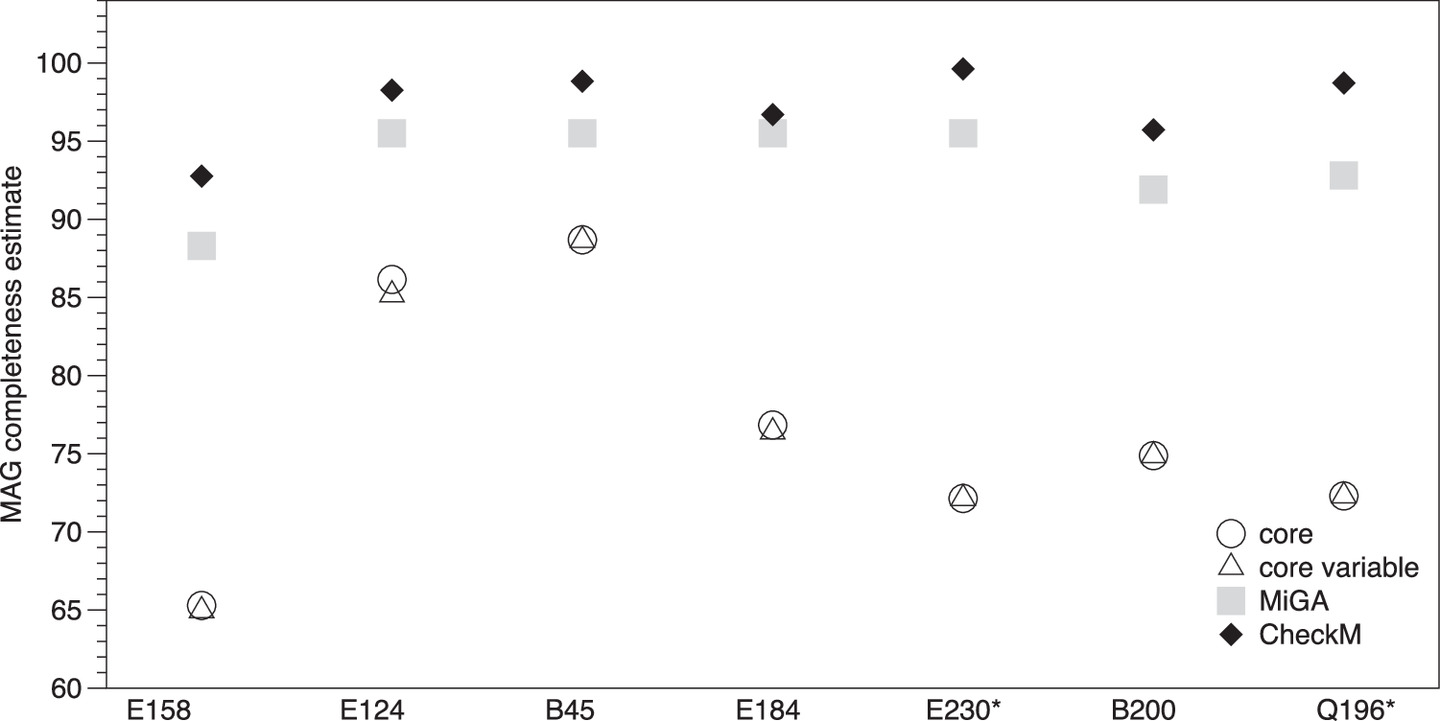 MAG completeness estimate
100
95
90
85
80
75
70
65
60
core
core variable
MiGA
CheckM
E158 E124 B45 E184 E230* B200 Q196*